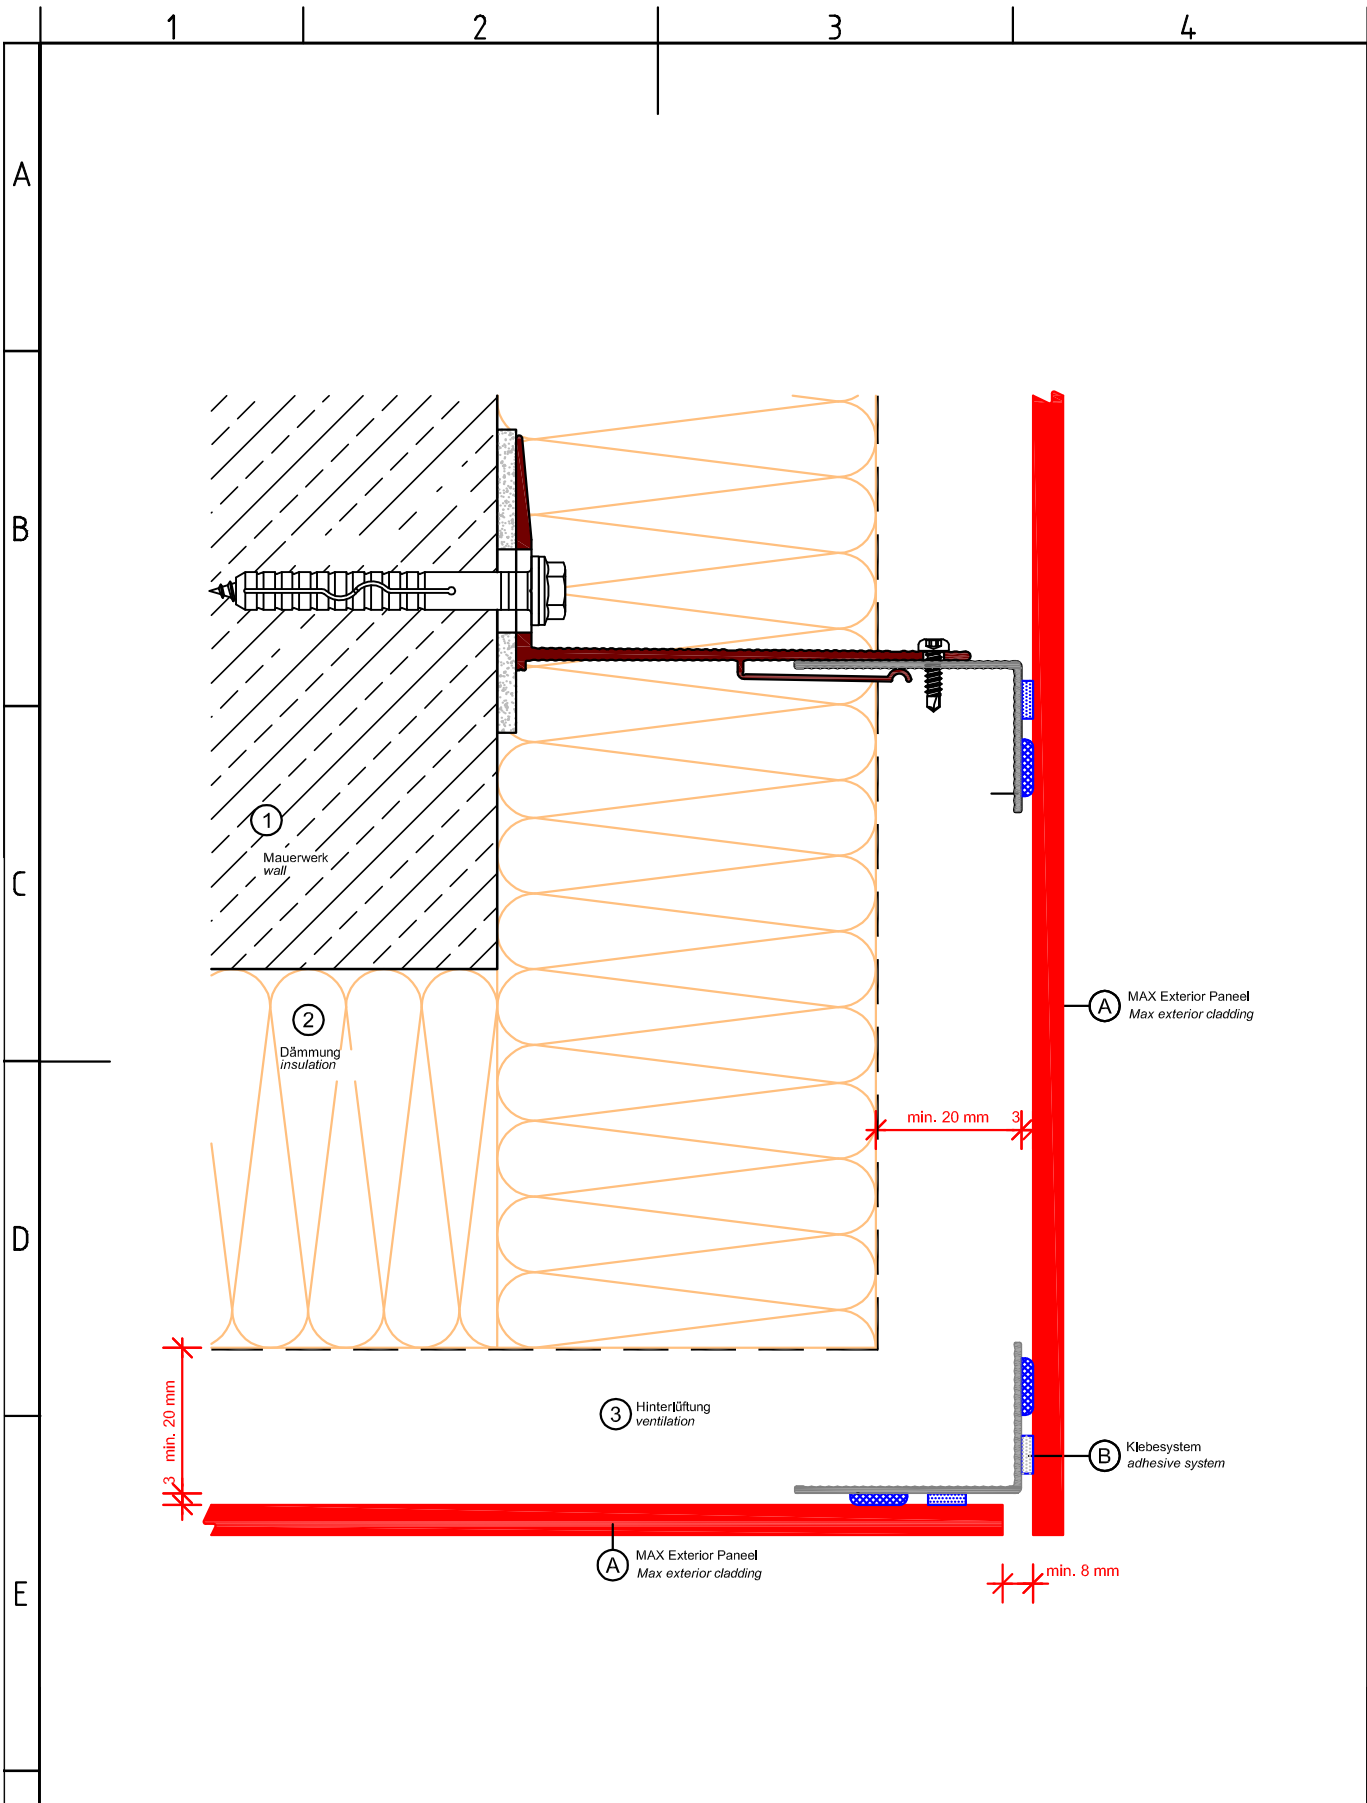 1 2 3 4
A
B
C
D
E
1
Mauerwerk
wall
2
Dämmung
insulation
A
MAX Exterior Paneel
Max exterior cladding
min. 20 mm 3
3 min. 20 mm
3
Hinterlüftung
ventilation
B
Klebesystem
adhesive system
A
MAX Exterior Paneel
Max exterior cladding
min. 8 mm